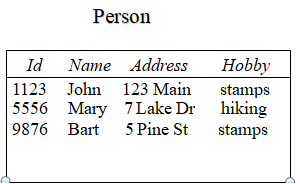 Person
Id Name Address Hobby
1123 John 123 Main stamps
5556 Mary 7 Lake Dr hiking
9876 Bart 5 Pine St stamps